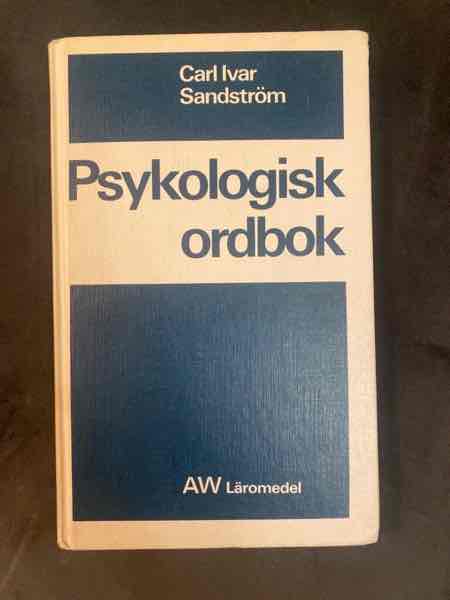 Carl Ivar
Sandström
Psykologisk
ordbok
AW Läromedel